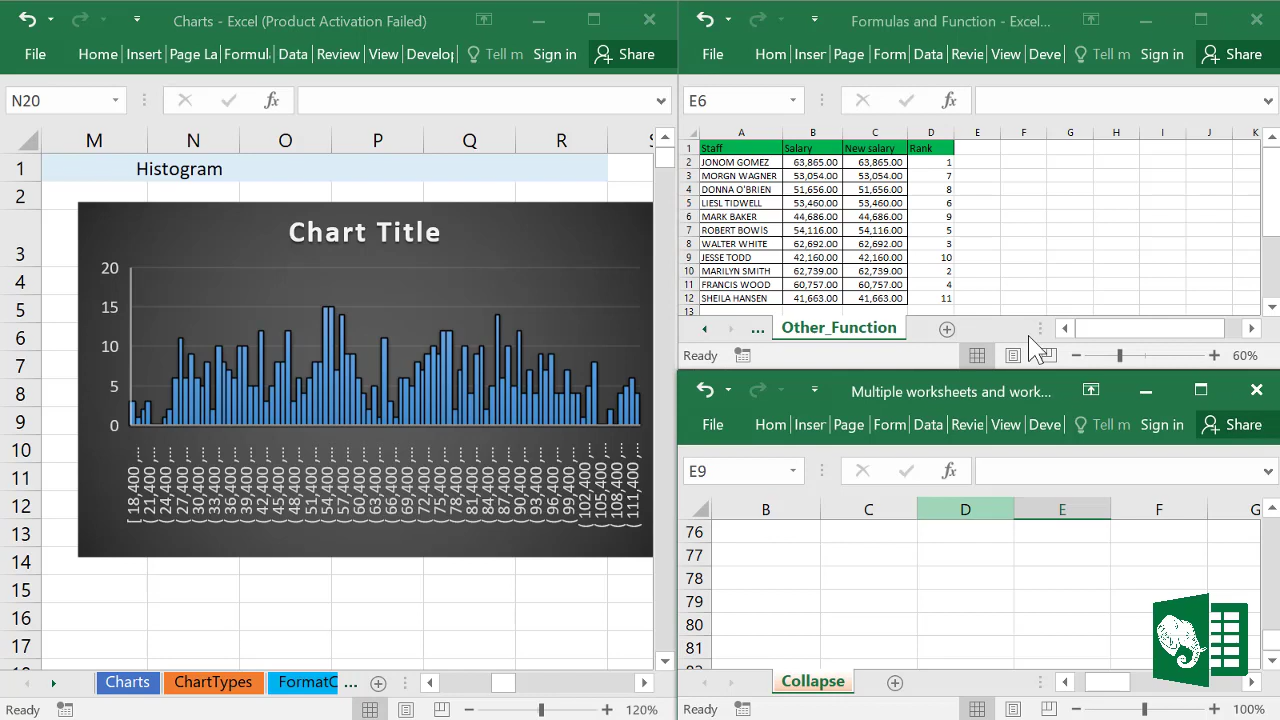 Charts - Excel (Product Activation Failed)
File Home Insert Page La Formul Data Review View Develop Tell m Sign in Share
N20 fx
M N O P Q R
1 Histogram
2
3
4
5
6
7
8
9
10
11
12
13
14
15
16
17
Chart Title
20
15
10
5
0
[ 18,400 ,...
( 21,400 ,...
( 24,400 ,...
( 27,400 ,...
( 30,400 ,...
( 33,400 ,...
( 36,400 ,...
( 39,400 ,...
( 42,400 ,...
( 45,400 ,...
( 48,400 ,...
( 51,400 ,...
( 54,400 ,...
( 57,400 ,...
( 60,400 ,...
( 63,400 ,...
( 66,400 ,...
( 69,400 ,...
( 72,400 ,...
( 75,400 ,...
( 78,400 ,...
( 81,400 ,...
( 84,400 ,...
( 87,400 ,...
( 90,400 ,...
( 93,400 ,...
( 96,400 ,...
( 99,400 ,...
( 102,400 ,...
( 105,400 ,...
( 108,400 ,...
( 111,400 ,...
Charts ChartTypes FormatC ...
Ready 120%
Formulas and Function - Excel...
File Hom Inser Page Form Data Revie View Deve Tell m Sign in Share
E6 fx
A B C D E F G H I J K
1 Staff Salary New salary Rank
2 JONOM GOMEZ 63,865.00 63,865.00 1
3 MORGN WAGNER 53,054.00 53,054.00 7
4 DONNA O'BRIEN 51,656.00 51,656.00 8
5 LIESL TIDWELL 53,460.00 53,460.00 6
6 MARK BAKER 44,686.00 44,686.00 9
7 ROBERT BOWIS 54,116.00 54,116.00 5
8 WALTER WHITE 62,692.00 62,692.00 3
9 JESSE TODD 42,160.00 42,160.00 10
10 MARILYN SMITH 62,739.00 62,739.00 2
11 FRANCIS WOOD 60,757.00 60,757.00 4
12 SHEILA HANSEN 41,663.00 41,663.00 11
13
... Other_Function
Ready 60%
Multiple worksheets and work...
File Hom Inser Page Form Data Revie View Deve Tell m Sign in Share
E9 fx
B C D E F G
76
77
78
79
80
81
Collapse
Ready 100%